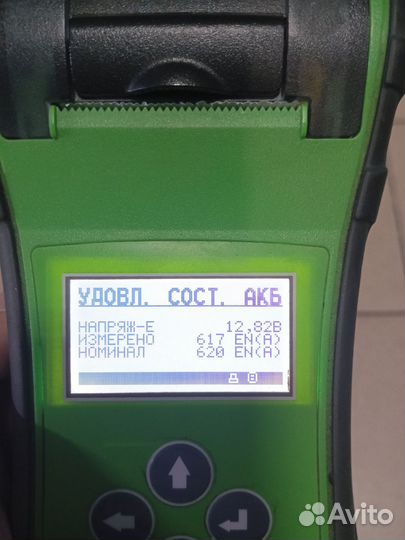 УДОВЛ. СОСТ. АКБ
НАПРЯЖ-Е 12,82В
ИЗМЕРЕНО 617 EN(A)
НОМИНАЛ 620 EN(A)
Avito